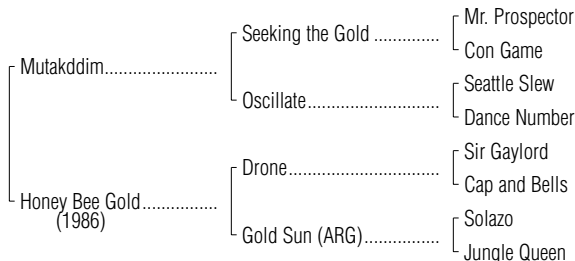 Mr. Prospector
Seeking the Gold ..............
Con Game
Mutakddim........................
Seattle Slew
Oscillate............................
Dance Number
Sir Gaylord
Drone................................
Cap and Bells
Honey Bee Gold................
(1986)
Solazo
Gold Sun (ARG)................
Jungle Queen